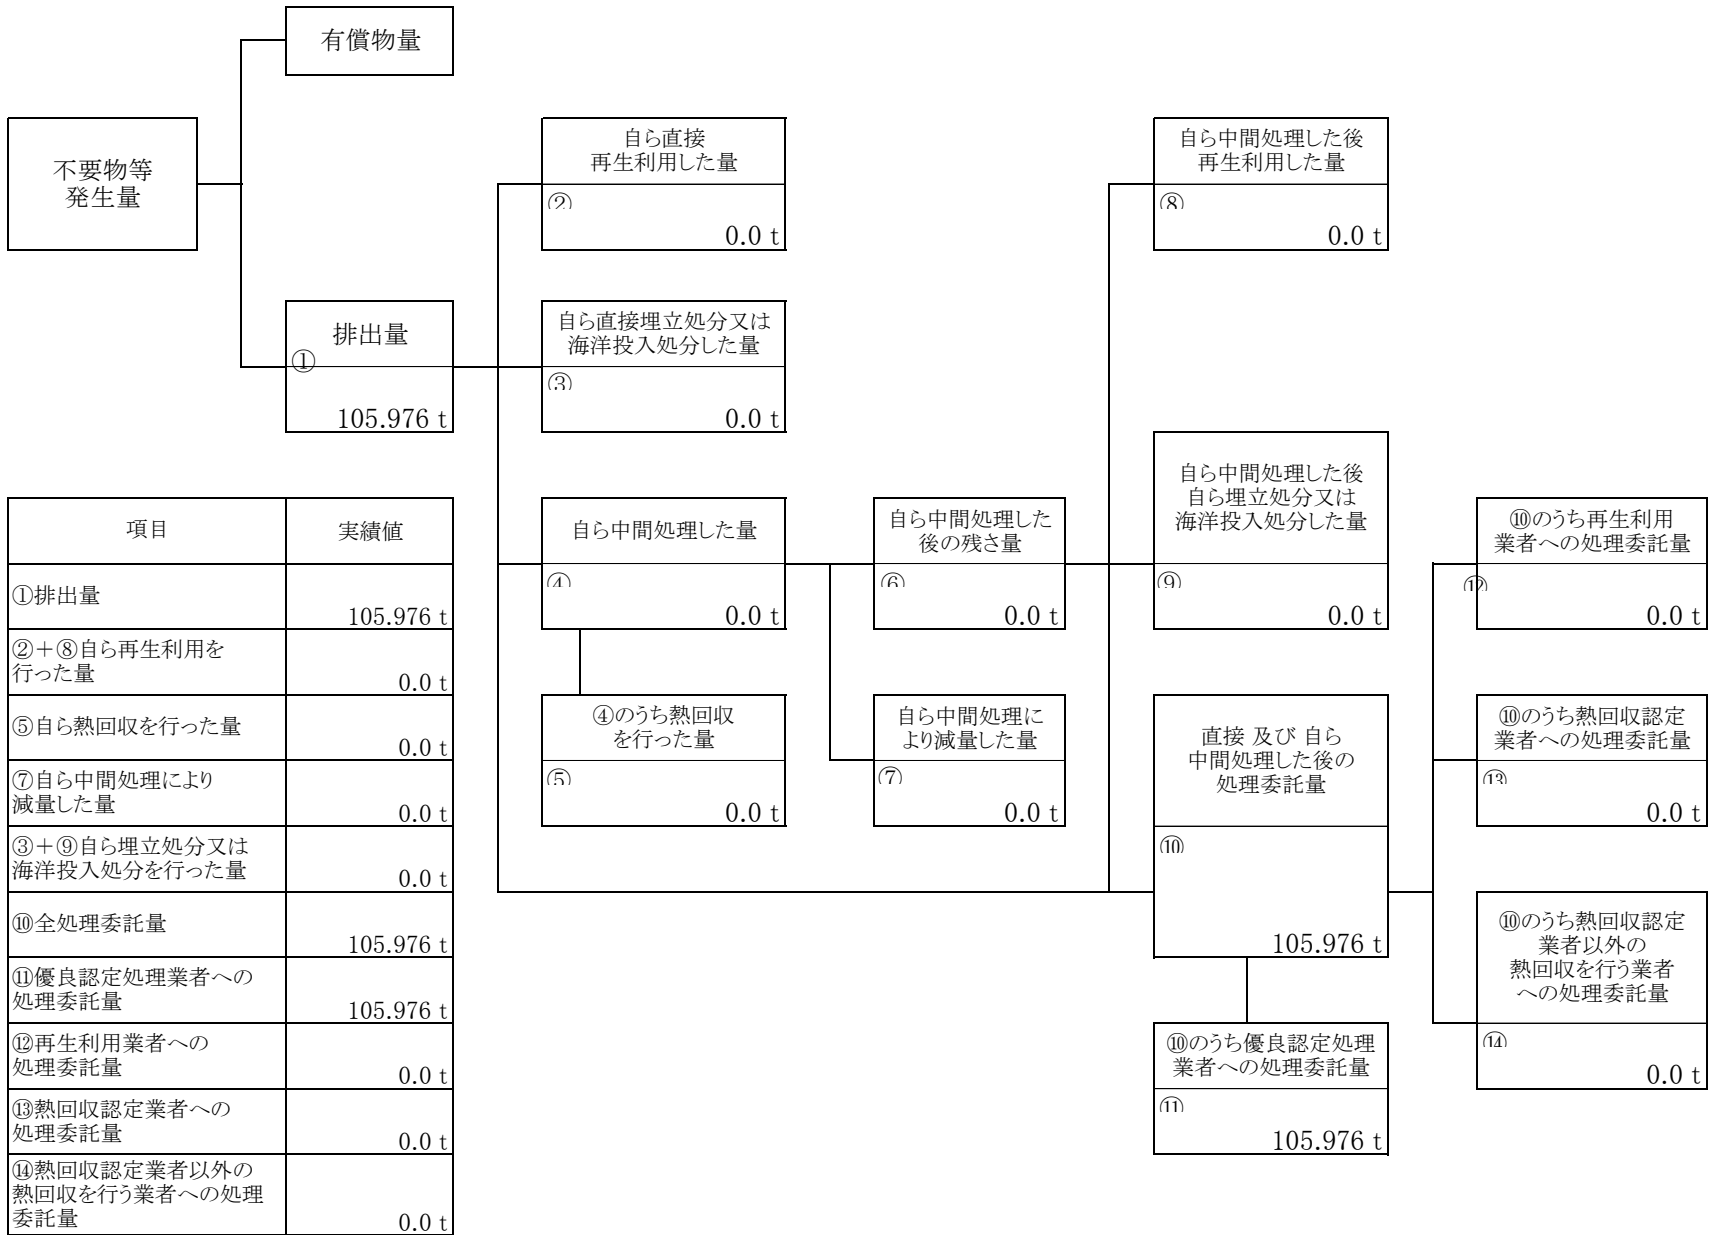 有償物量
不要物等
発生量
自ら直接
再生利用した量
②
0.0 t
自ら中間処理した後
再生利用した量
⑧
0.0 t
排出量
①
105.976 t
自ら直接埋立処分又は
海洋投入処分した量
③
0.0 t
自ら中間処理した量
④
0.0 t
自ら中間処理した
後の残さ量
⑥
0.0 t
自ら中間処理した後
自ら埋立処分又は
海洋投入処分した量
⑨
0.0 t
⑩のうち再生利用
業者への処理委託量
⑫
0.0 t
④のうち熱回収
を行った量
⑤
0.0 t
自ら中間処理に
より減量した量
⑦
0.0 t
直接 及び 自ら
中間処理した後の
処理委託量
⑩
105.976 t
⑩のうち熱回収認定
業者への処理委託量
⑬
0.0 t
⑩のうち優良認定処理
業者への処理委託量
⑪
105.976 t
⑩のうち熱回収認定
業者以外の
熱回収を行う業者
への処理委託量
⑭
0.0 t
項目 実績値
①排出量
105.976 t
②＋⑧自ら再生利用を
行った量
0.0 t
⑤自ら熱回収を行った量
0.0 t
⑦自ら中間処理により
減量した量
0.0 t
③＋⑨自ら埋立処分又は
海洋投入処分を行った量
0.0 t
⑩全処理委託量
105.976 t
⑪優良認定処理業者への
処理委託量
105.976 t
⑫再生利用業者への
処理委託量
0.0 t
⑬熱回収認定業者への
処理委託量
0.0 t
⑭熱回収認定業者以外の
熱回収を行う業者への処理
委託量
0.0 t